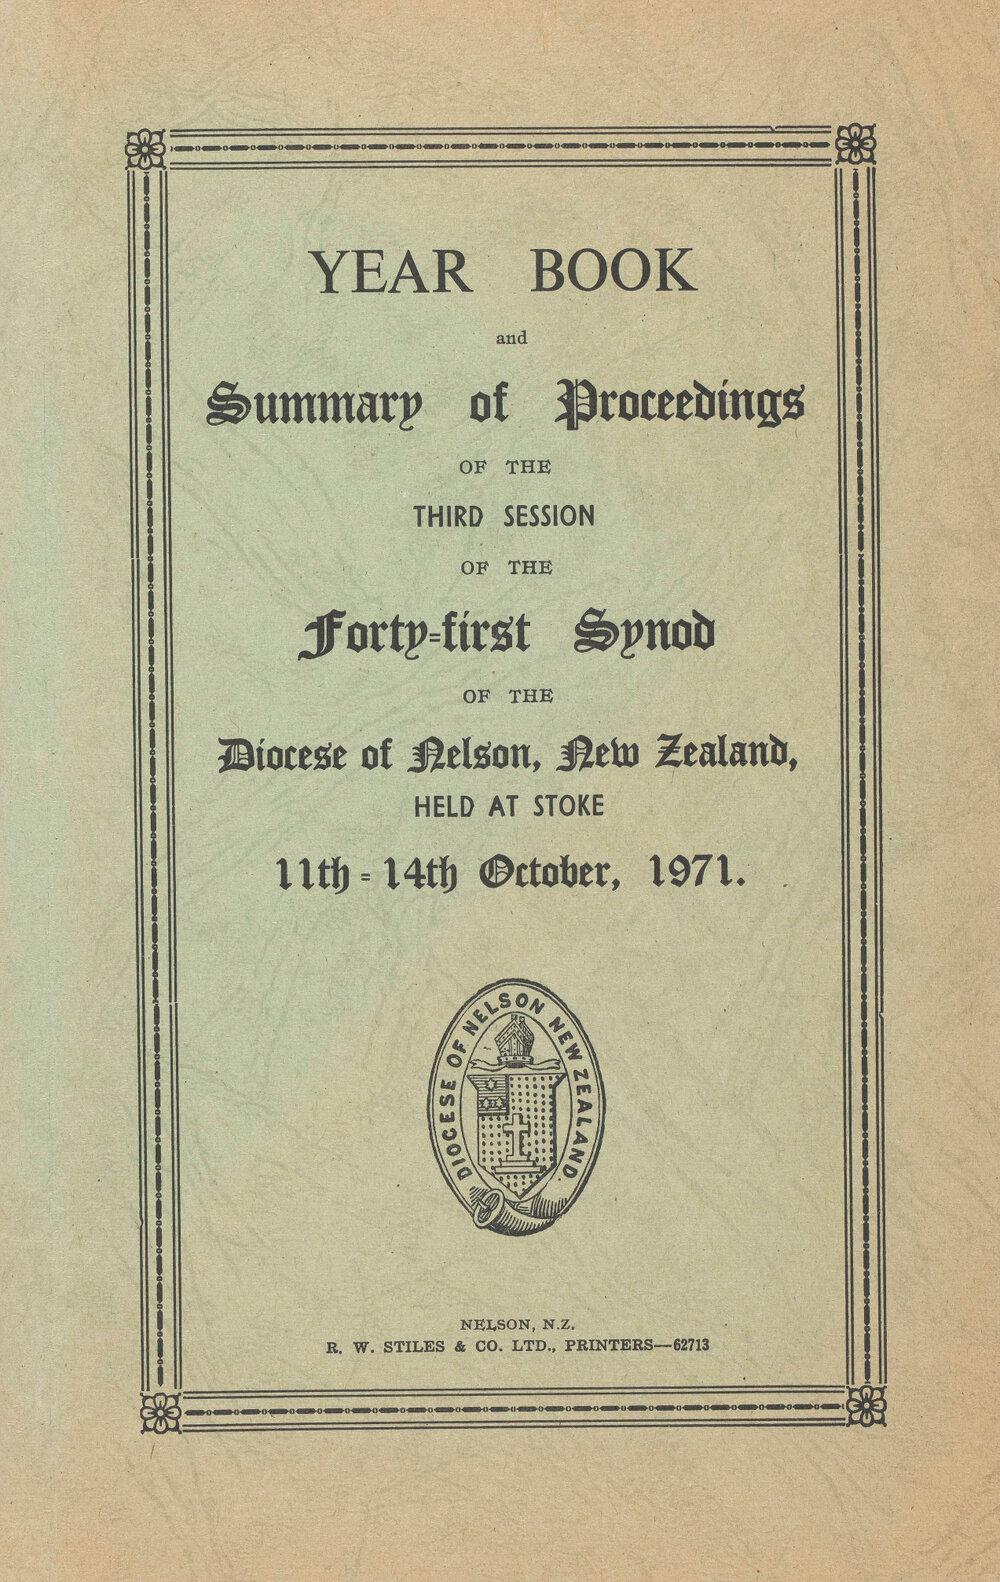 YEAR BOOK
and
Summary of Proceedings
OF THE
THIRD SESSION
OF THE
Forty-first Synod
OF THE
Diocese of Nelson, New Zealand,
HELD AT STOKE
11th - 14th October, 1971.
DIOCESE OF NELSON NEW ZEALAND.
NELSON, N.Z.
R. W. STILES & CO. LTD., PRINTERS—62713